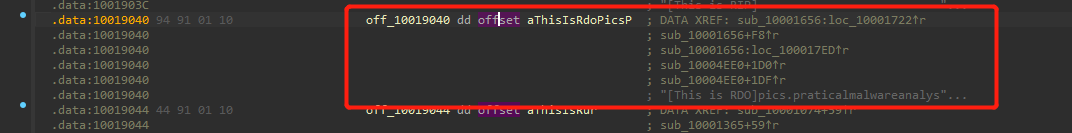 .data:1001903C ; "[This is RIP] "...
.data:10019040 94 91 01 10 off_10019040 dd offset aThisIsRdoPicsP ; DATA XREF: sub_10001656:loc_10001722↑r
.data:10019040 ; sub_10001656+F8↑r
.data:10019040 ; sub_10001656:loc_100017ED↑r
.data:10019040 ; sub_10004EE0+1D0↑r
.data:10019040 ; sub_10004EE0+1DF↑r
.data:10019040 ; "[This is RDO]pics.praticalmalwareanalys"...
.data:10019044 44 91 01 10 off_10019044 dd offset aThisIsRur ; DATA XREF: sub_10001074+59↑r
.data:10019044 ; sub_10001365+59↑r